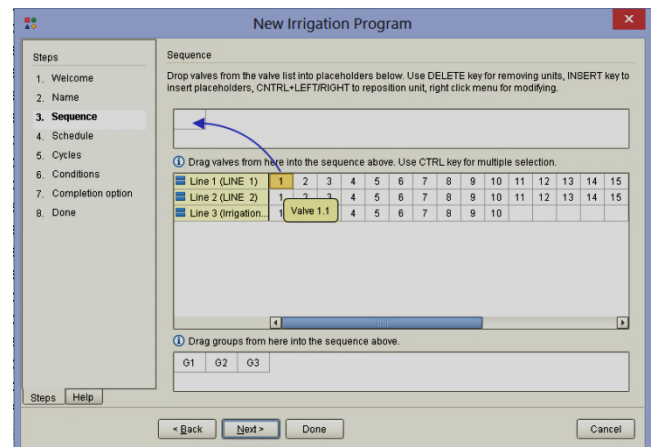 New Irrigation Program
Steps
1. Welcome
2. Name
3. Sequence
4. Schedule
5. Cycles
6. Conditions
7. Completion option
8. Done
Sequence
Drop valves from the valve list into placeholders below. Use DELETE key for removing units, INSERT key to
insert placeholders, CNTRL+LEFT/RIGHT to reposition unit, right click menu for modifying.
Drag valves from here into the sequence above. Use CTRL key for multiple selection.
Line 1 (LINE 1) 1 2 3 4 5 6 7 8 9 10 11 12 13 14 15
Line 2 (LINE 2) 1 2 3 4 5 6 7 8 9 10 11 12 13 14 15
Line 3 (Irrigation... 1 4 5 6 7 8 9 10
Valve 1.1
Drag groups from here into the sequence above.
G1 G2 G3
Steps Help
< Back Next > Done Cancel